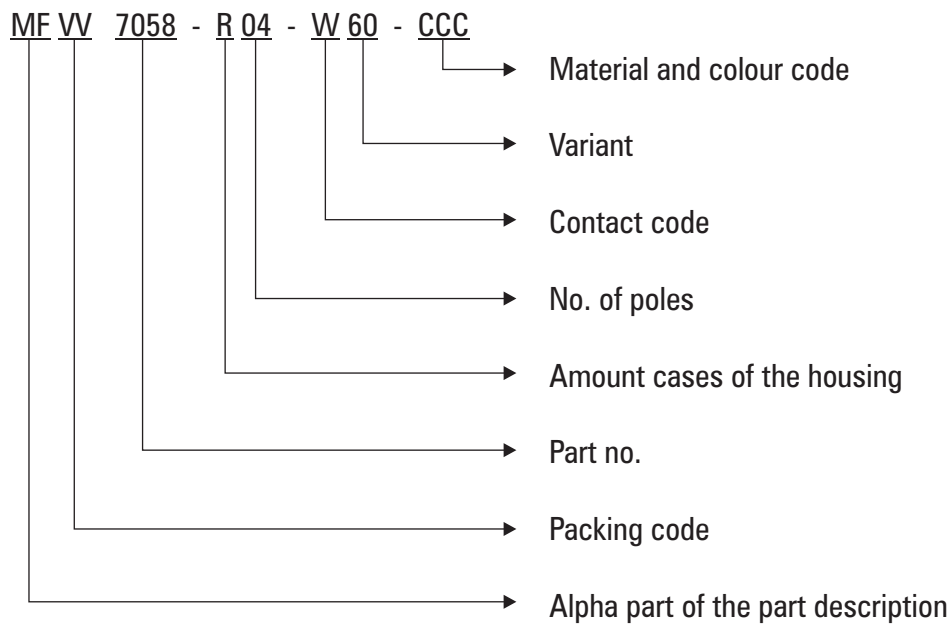 MF VV 7058 - R 04 - W 60 - CCC
Material and colour code
Variant
Contact code
No. of poles
Amount cases of the housing
Part no.
Packing code
Alpha part of the part description